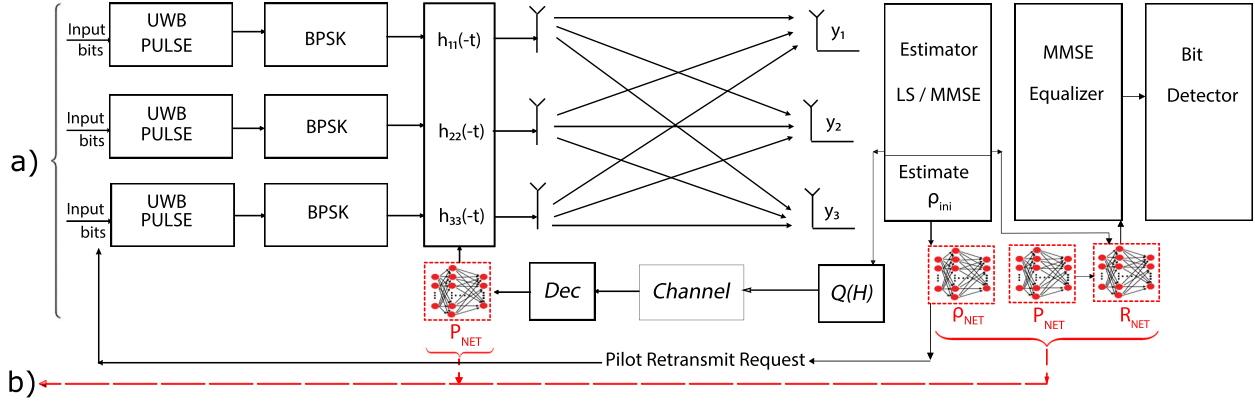 a)
Input
bits
UWB
PULSE
BPSK
h11(-t)
y1
Input
bits
UWB
PULSE
BPSK
h22(-t)
y2
Input
bits
UWB
PULSE
BPSK
h33(-t)
y3
Estimator
LS / MMSE
Estimate
ρini
MMSE
Equalizer
Bit
Detector
PNET
Dec
Channel
Q(H)
ρNET
PNET
RNET
Pilot Retransmit Request
b)